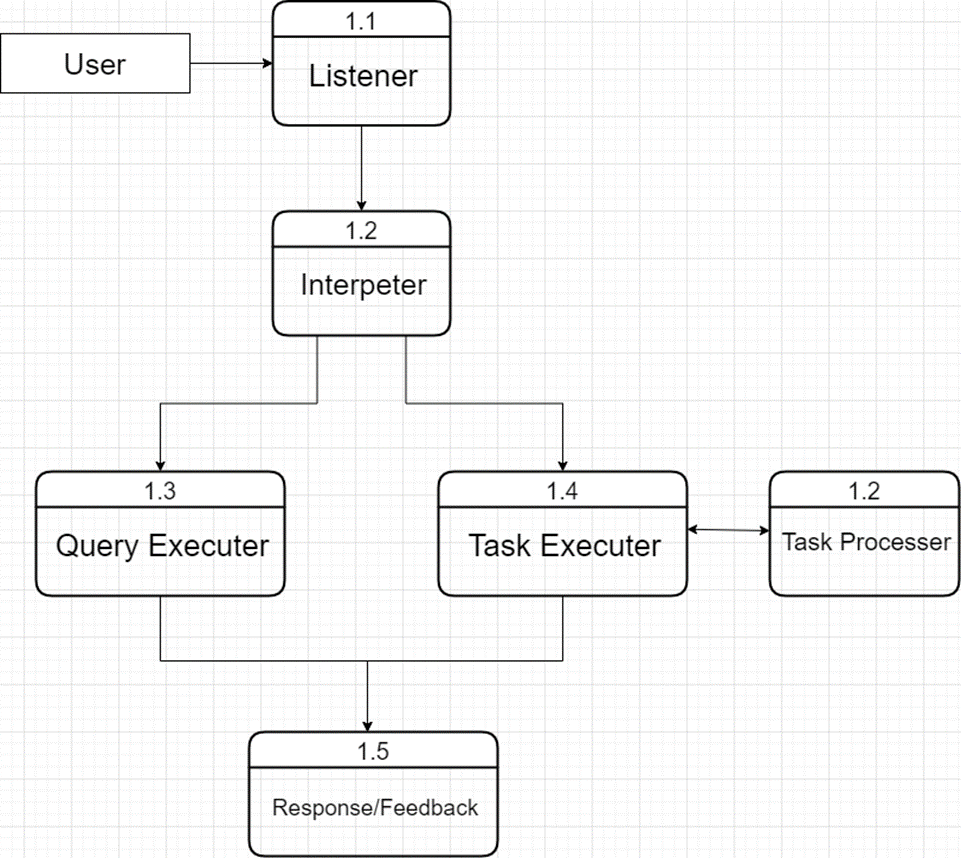 1.1
User
Listener
1.2
Interpeter
1.3
Query Executer
1.4
Task Executer
1.2
Task Processer
1.5
Response/Feedback